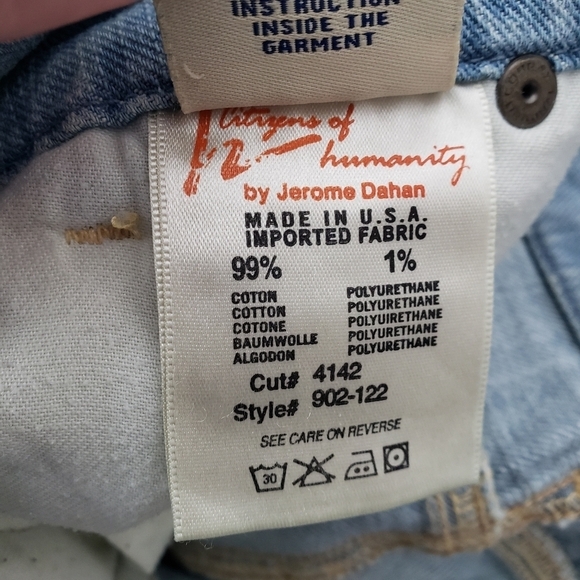 INSTRUCTION
INSIDE THE
GARMENT
Citizens of
humanity
by Jerome Dahan
MADE IN U.S.A.
IMPORTED FABRIC
99% 1%
COTON POLYURETHANE
COTTON POLYURETHANE
COTONE POLYUIRETHANE
BAUMWOLLE POLYURETHANE
ALGODON POLYURETHANE
Cut# 4142
Style# 902-122
SEE CARE ON REVERSE
30